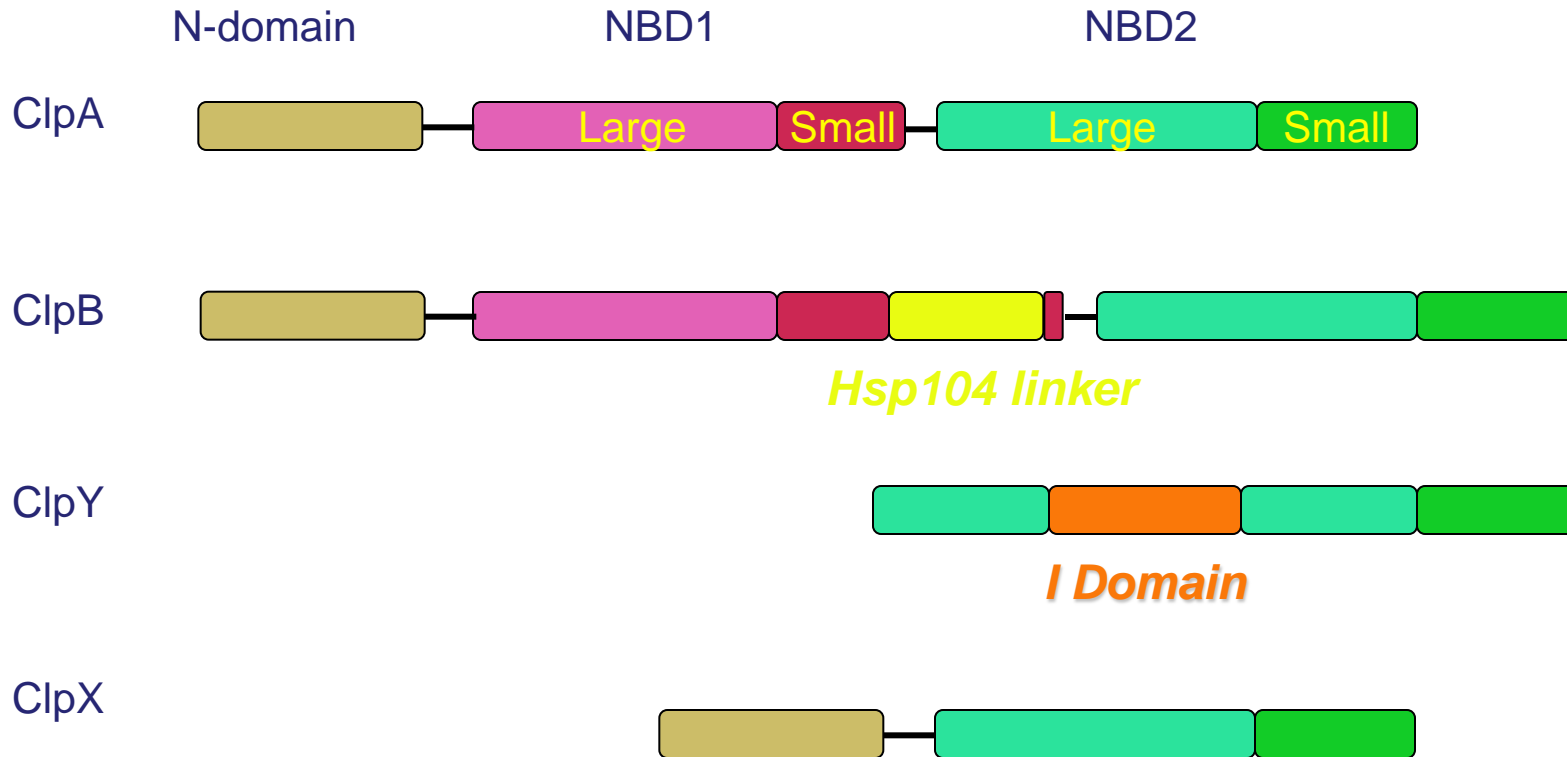 N-domain NBD1 NBD2
ClpA
Large Small Large Small
ClpB
Hsp104 linker
ClpY
I Domain
ClpX